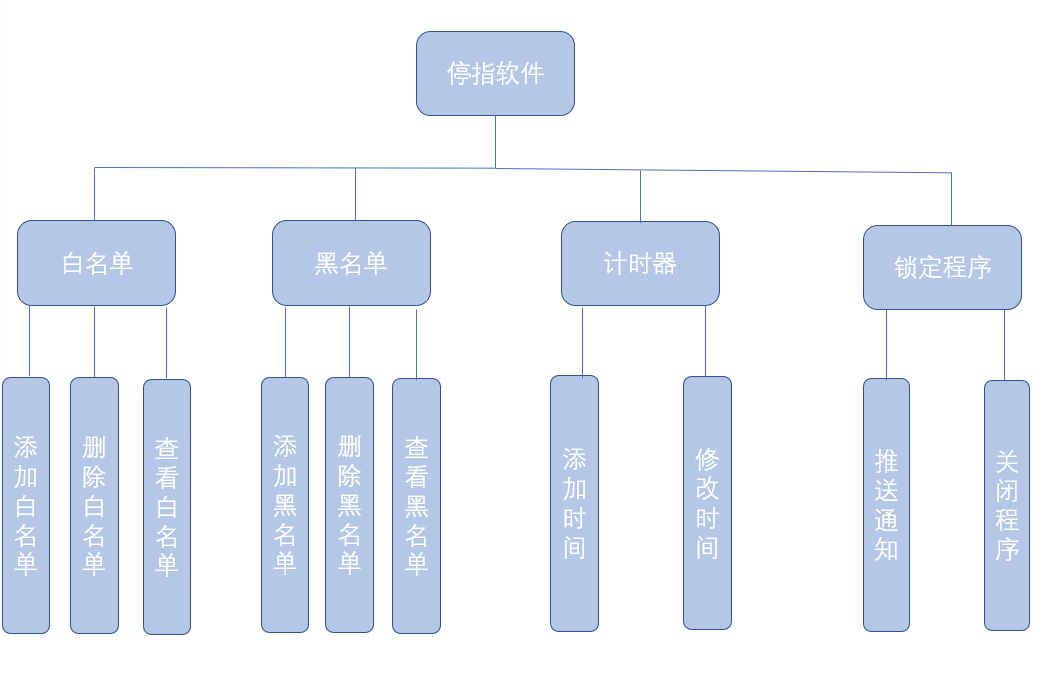 停指软件
白名单
黑名单
计时器
锁定程序
添加白名单
删除白名单
查看白名单
添加黑名单
删除黑名单
查看黑名单
添加时间
修改时间
推送通知
关闭程序